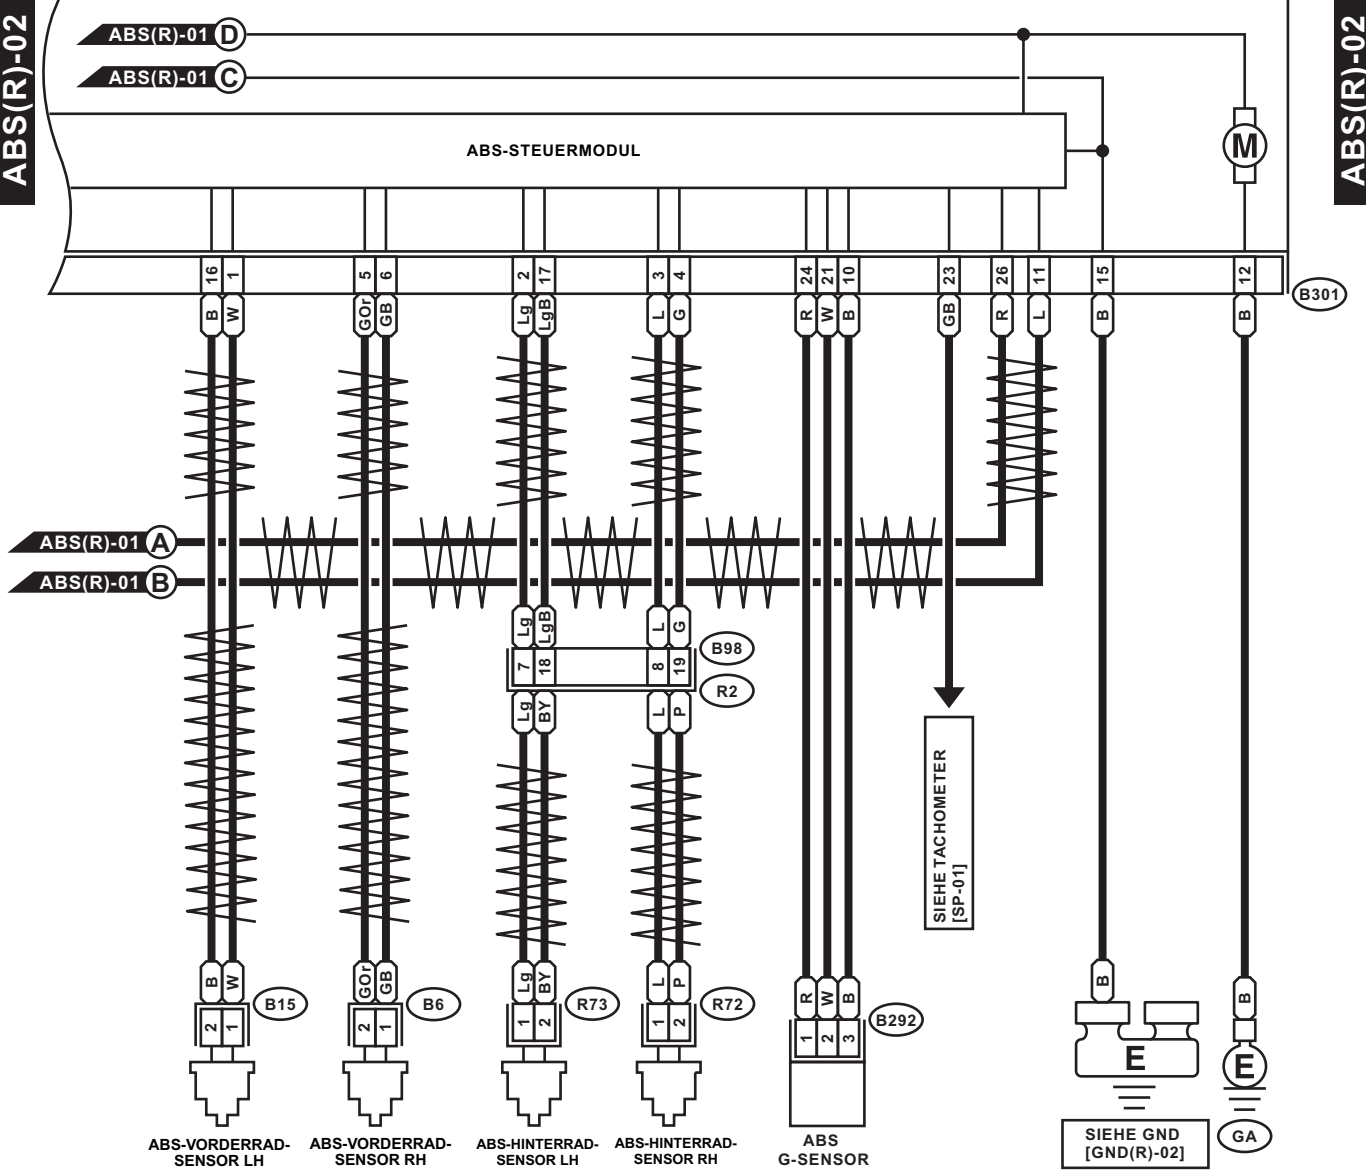 ABS(R)-02
ABS(R)-02
ABS(R)-01 D
ABS(R)-01 C
ABS-STEUERMODUL
M
16 1 5 6 2 17 3 4 24 21 10 23 26 11 15 12
B301
B W GOr GB Lg LgB L G R W B GB R L B B
ABS(R)-01 A
ABS(R)-01 B
Lg LgB L G
B98
7 18 8 19
R2
Lg BY L P
SIEHE TACHOMETER
[SP-01]
B W GOr GB Lg BY L P R W B B B
B15 B6 R73 R72 B292
2 1 2 1 1 2 1 2 1 2 3
E E
ABS-VORDERRAD-
SENSOR LH
ABS-VORDERRAD-
SENSOR RH
ABS-HINTERRAD-
SENSOR LH
ABS-HINTERRAD-
SENSOR RH
ABS
G-SENSOR
SIEHE GND
[GND(R)-02]
GA